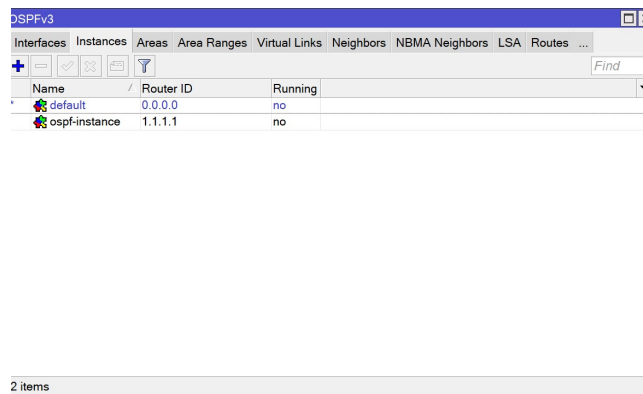 OSPFv3
Interfaces Instances Areas Area Ranges Virtual Links Neighbors NBMA Neighbors LSA Routes ...
Find
Name Router ID Running
* default 0.0.0.0 no
ospf-instance 1.1.1.1 no
2 items